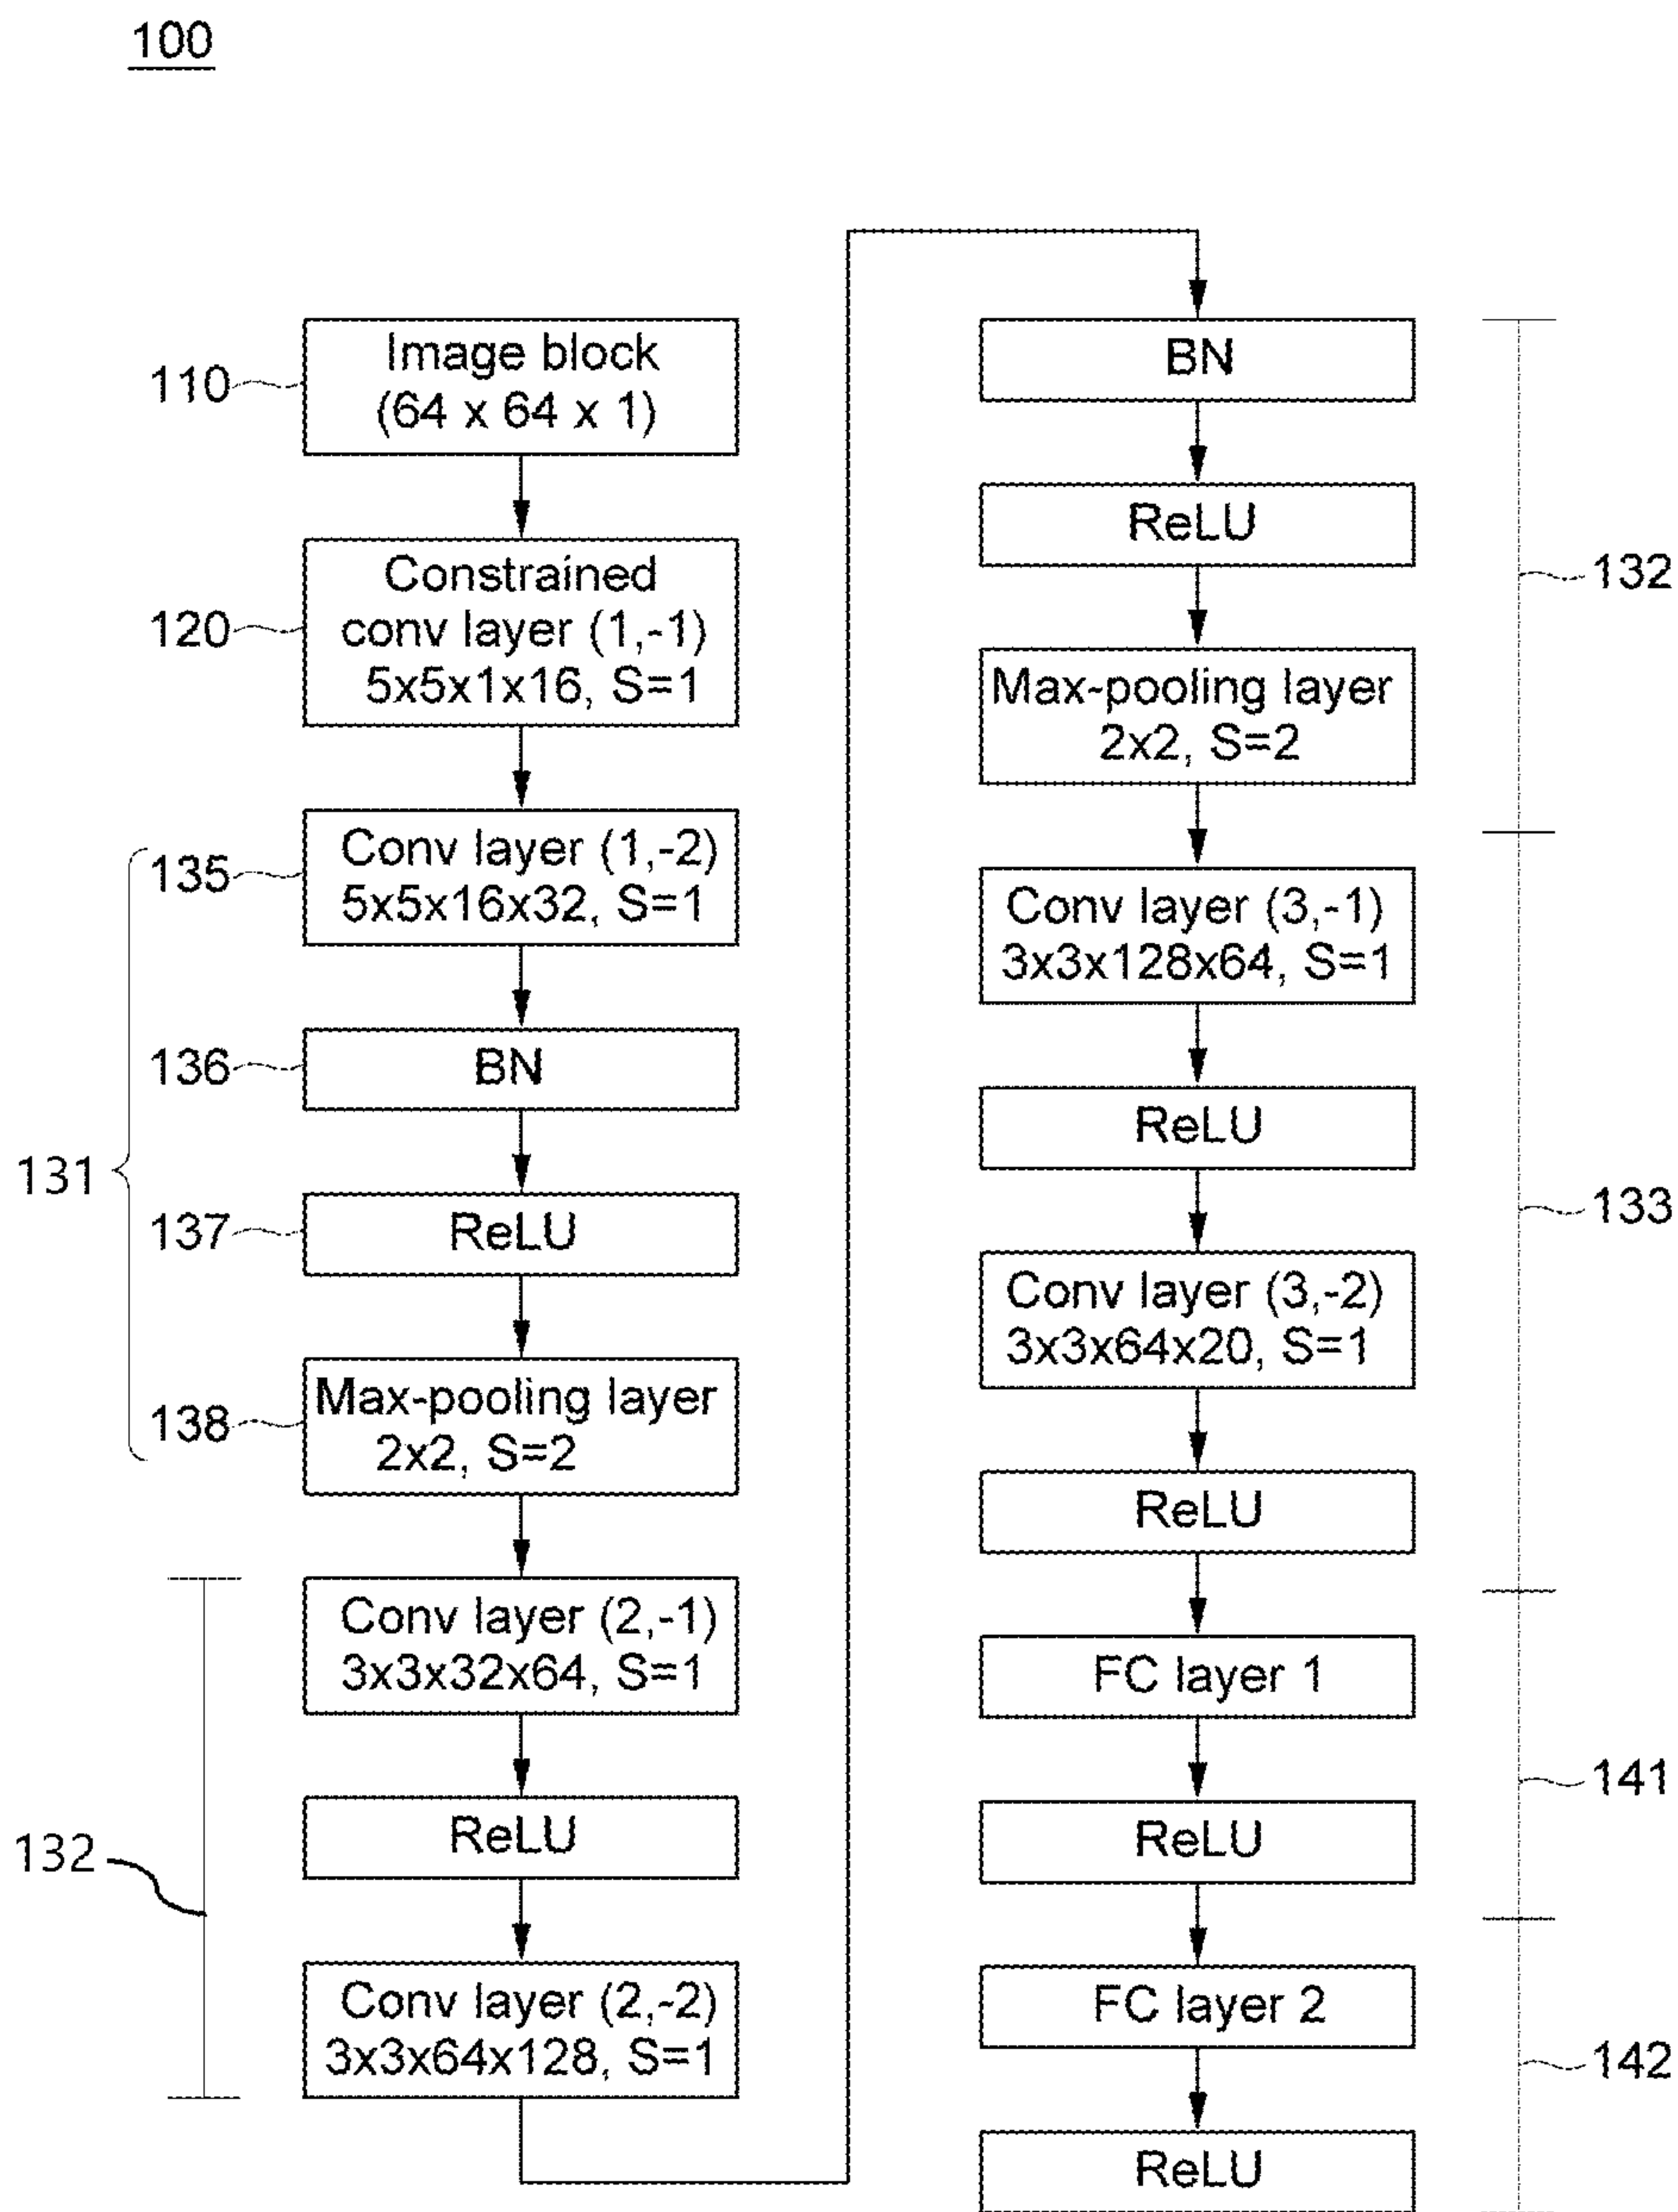 100
110
Image block
(64 x 64 x 1)
120
Constrained
conv layer (1,-1)
5x5x1x16, S=1
131
135
Conv layer (1,-2)
5x5x16x32, S=1
136
BN
137
ReLU
138
Max-pooling layer
2x2, S=2
132
Conv layer (2,-1)
3x3x32x64, S=1
ReLU
Conv layer (2,-2)
3x3x64x128, S=1
BN
ReLU
132
Max-pooling layer
2x2, S=2
Conv layer (3,-1)
3x3x128x64, S=1
ReLU
133
Conv layer (3,-2)
3x3x64x20, S=1
ReLU
FC layer 1
141
ReLU
FC layer 2
142
ReLU